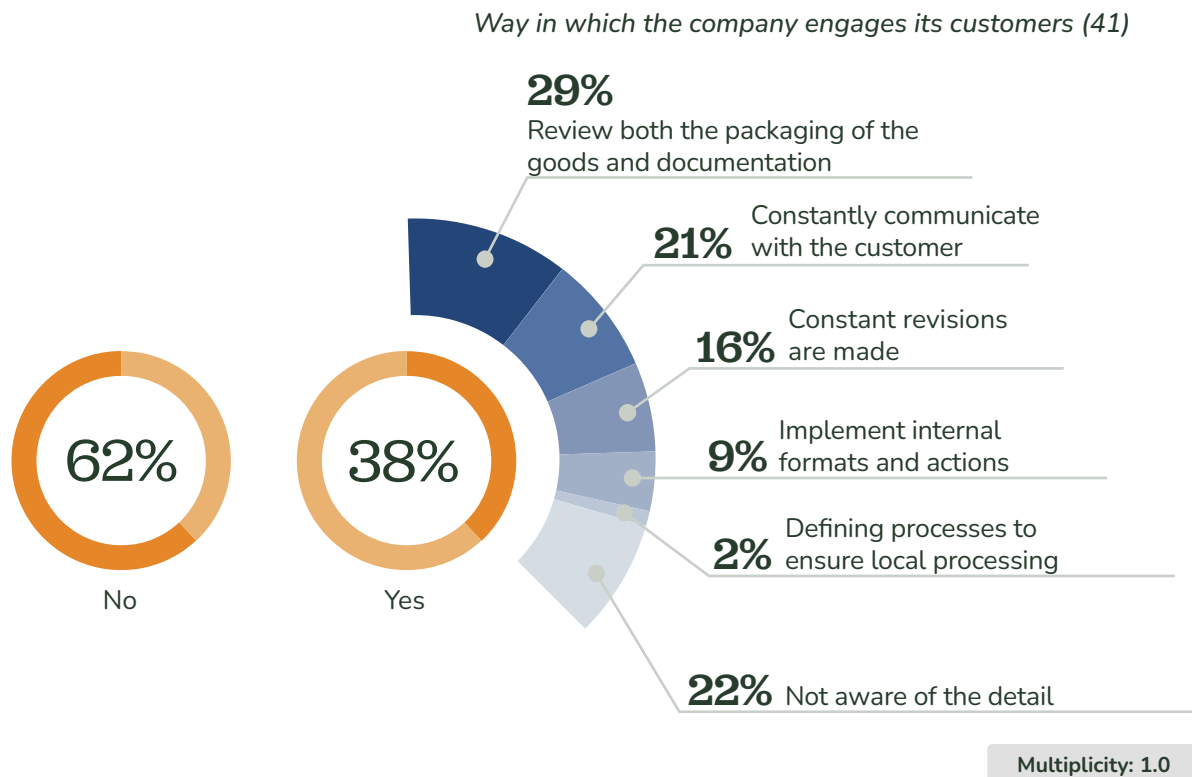 Way in which the company engages its customers (41)
29%
Review both the packaging of the
goods and documentation
21%
Constantly communicate
with the customer
16%
Constant revisions
are made
9%
Implement internal
formats and actions
2%
Defining processes to
ensure local processing
22%
Not aware of the detail
62%
No
38%
Yes
Multiplicity: 1.0